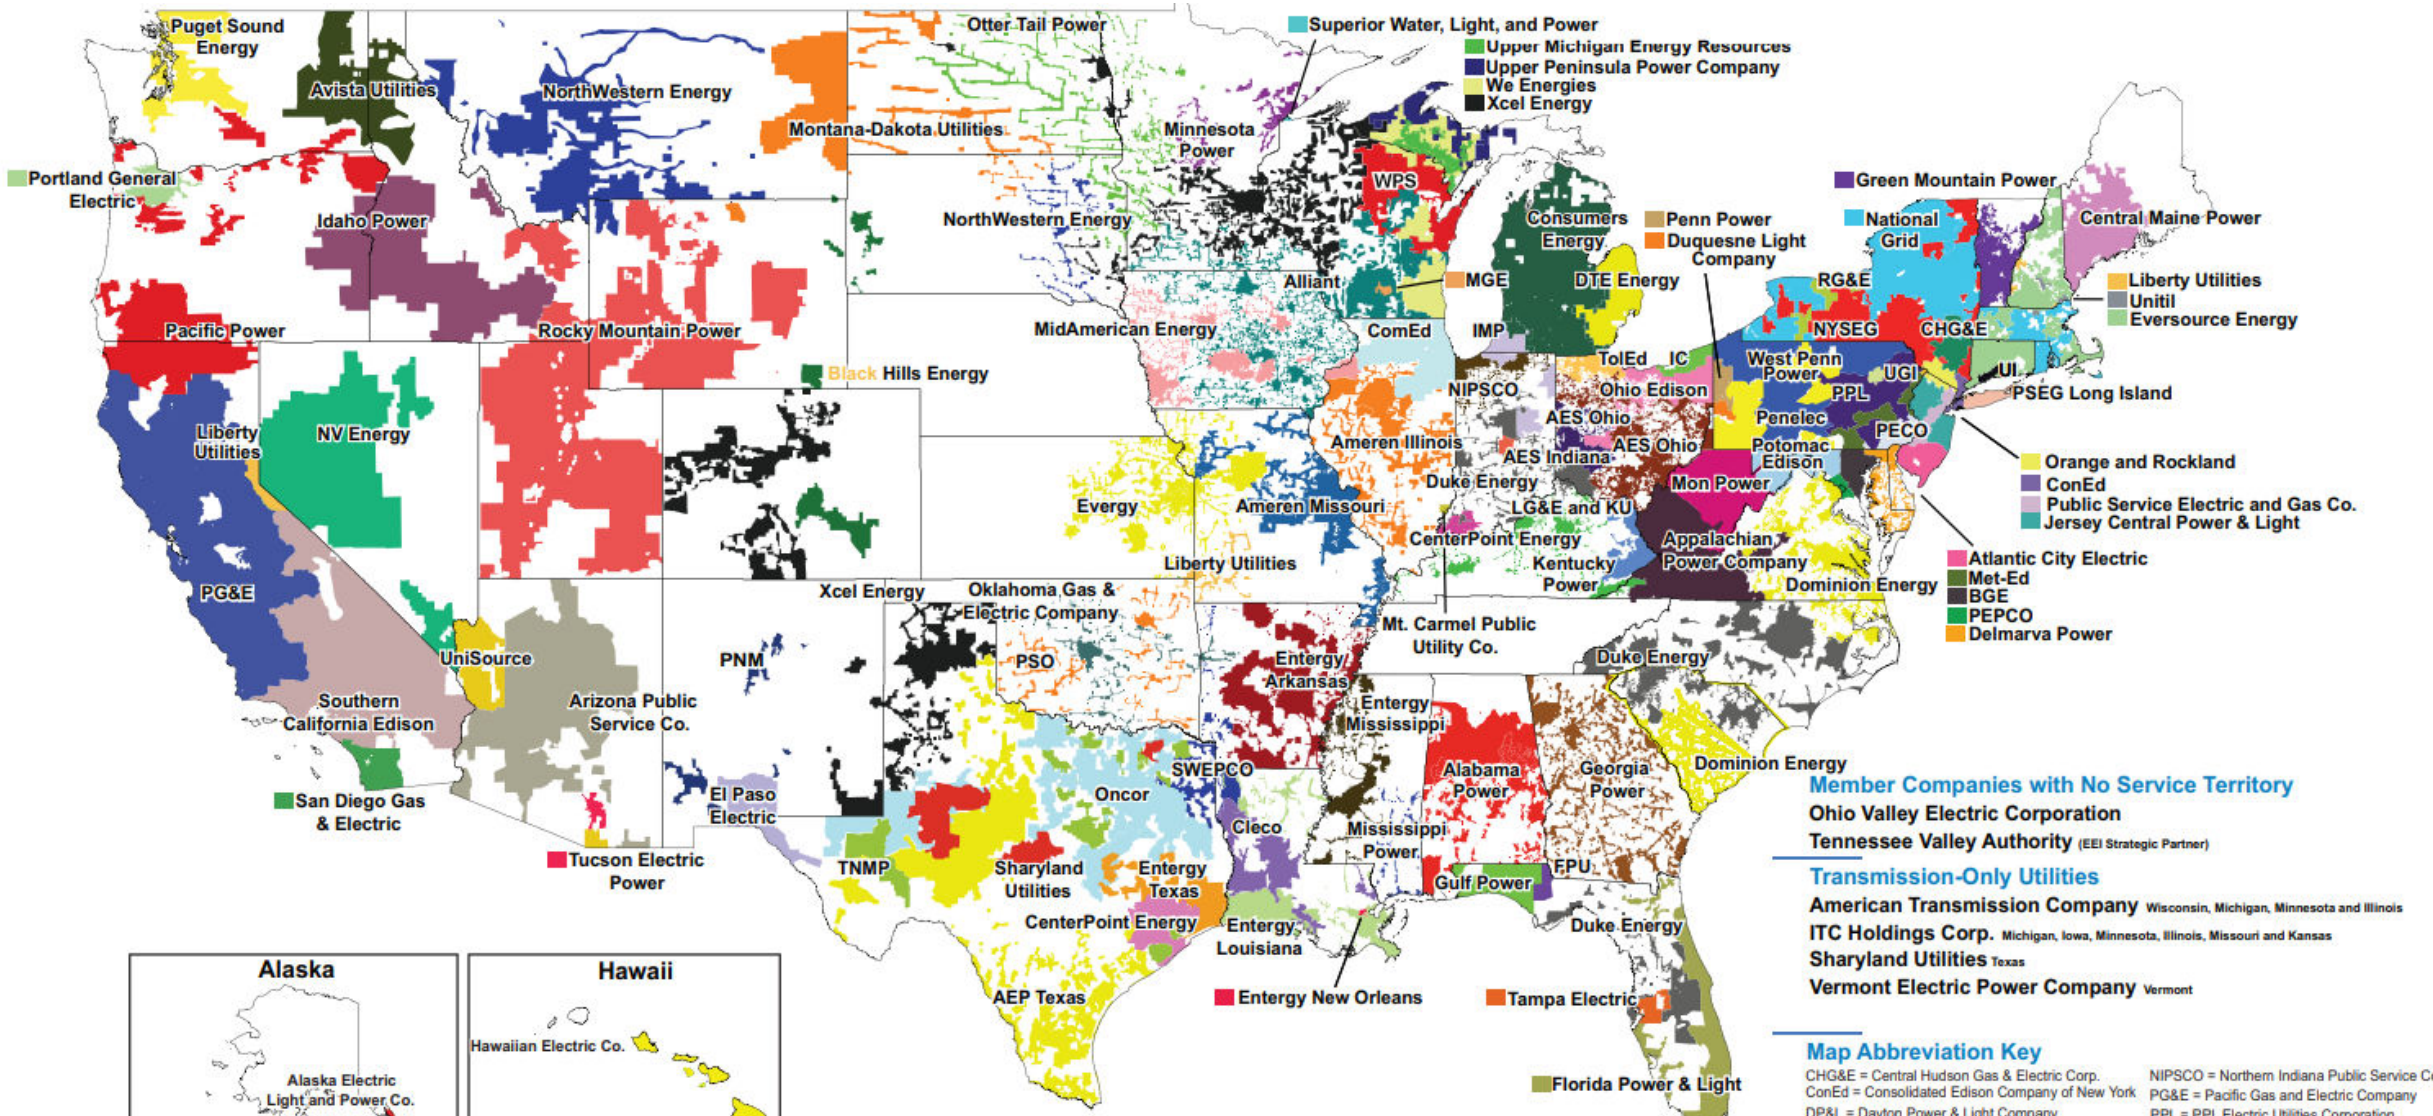 Puget Sound
Energy
Otter Tail Power
Superior Water, Light, and Power
Upper Michigan Energy Resources
Upper Peninsula Power Company
We Energies
Xcel Energy
Avista Utilities
NorthWestern Energy
Montana-Dakota Utilities
Minnesota
Power
WPS
Portland General
Electric
Idaho Power
NorthWestern Energy
Consumers
Energy
Penn Power
Duquesne Light
Company
Green Mountain Power
National
Grid
Central Maine Power
Alliant
MGE
DTE Energy
RG&E
Liberty Utilities
Unitil
Eversource Energy
Pacific Power
Rocky Mountain Power
MidAmerican Energy
ComEd
IMP
NYSEG
CHG&E
TolEd
IC
West Penn
Power
UGI
UI
Black Hills Energy
NIPSCO
Ohio Edison
PPL
PSEG Long Island
Liberty
Utilities
NV Energy
AES Ohio
Penelec
PECO
Ameren Illinois
AES Indiana
AES Ohio
Potomac
Edison
Orange and Rockland
ConEd
Public Service Electric and Gas Co.
Jersey Central Power & Light
Duke Energy
Mon Power
Evergy
Ameren Missouri
LG&E and KU
CenterPoint Energy
Appalachian
Power Company
Liberty Utilities
Kentucky
Power
Dominion Energy
Atlantic City Electric
Met-Ed
BGE
PEPCO
Delmarva Power
PG&E
Xcel Energy
Oklahoma Gas &
Electric Company
Mt. Carmel Public
Utility Co.
UniSource
PNM
PSO
Entergy
Arkansas
Duke Energy
Southern
California Edison
Arizona Public
Service Co.
Entergy
Mississippi
SWEPCO
Alabama
Power
Georgia
Power
Dominion Energy
San Diego Gas
& Electric
El Paso
Electric
Oncor
Cleco
Mississippi
Power
Tucson Electric
Power
TNMP
Sharyland
Utilities
Entergy
Texas
Gulf Power
FPU
CenterPoint Energy
Entergy
Louisiana
Duke Energy
AEP Texas
Entergy New Orleans
Tampa Electric
Florida Power & Light
Alaska
Alaska Electric
Light and Power Co.
Hawaii
Hawaiian Electric Co.
Member Companies with No Service Territory
Ohio Valley Electric Corporation
Tennessee Valley Authority (EEI Strategic Partner)
Transmission-Only Utilities
American Transmission Company Wisconsin, Michigan, Minnesota and Illinois
ITC Holdings Corp. Michigan, Iowa, Minnesota, Illinois, Missouri and Kansas
Sharyland Utilities Texas
Vermont Electric Power Company Vermont
Map Abbreviation Key
CHG&E = Central Hudson Gas & Electric Corp.
ConEd = Consolidated Edison Company of New York
DP&L = Dayton Power & Light Company
NIPSCO = Northern Indiana Public Service
PG&E = Pacific Gas and Electric Company
PPL = PPL Electric Utilities Corporation